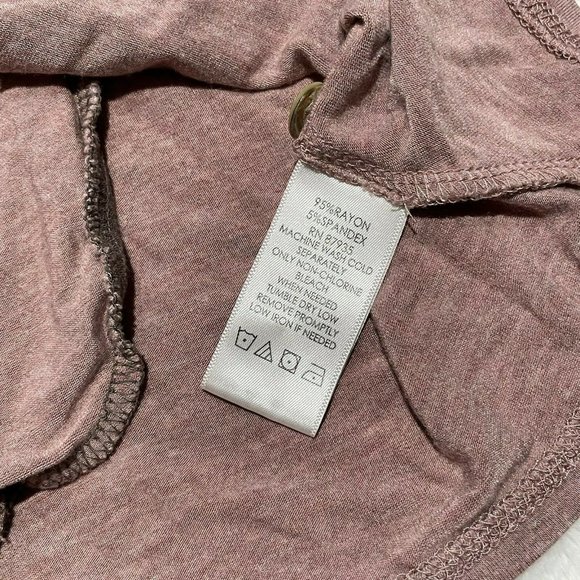 95%RAYON
5%SPANDEX
RN 87935
MACHINE WASH COLD
SEPARATELY
ONLY NON-CHLORINE
BLEACH
WHEN NEEDED
TUMBLE DRY LOW
REMOVE PROMPTLY
LOW IRON IF NEEDED